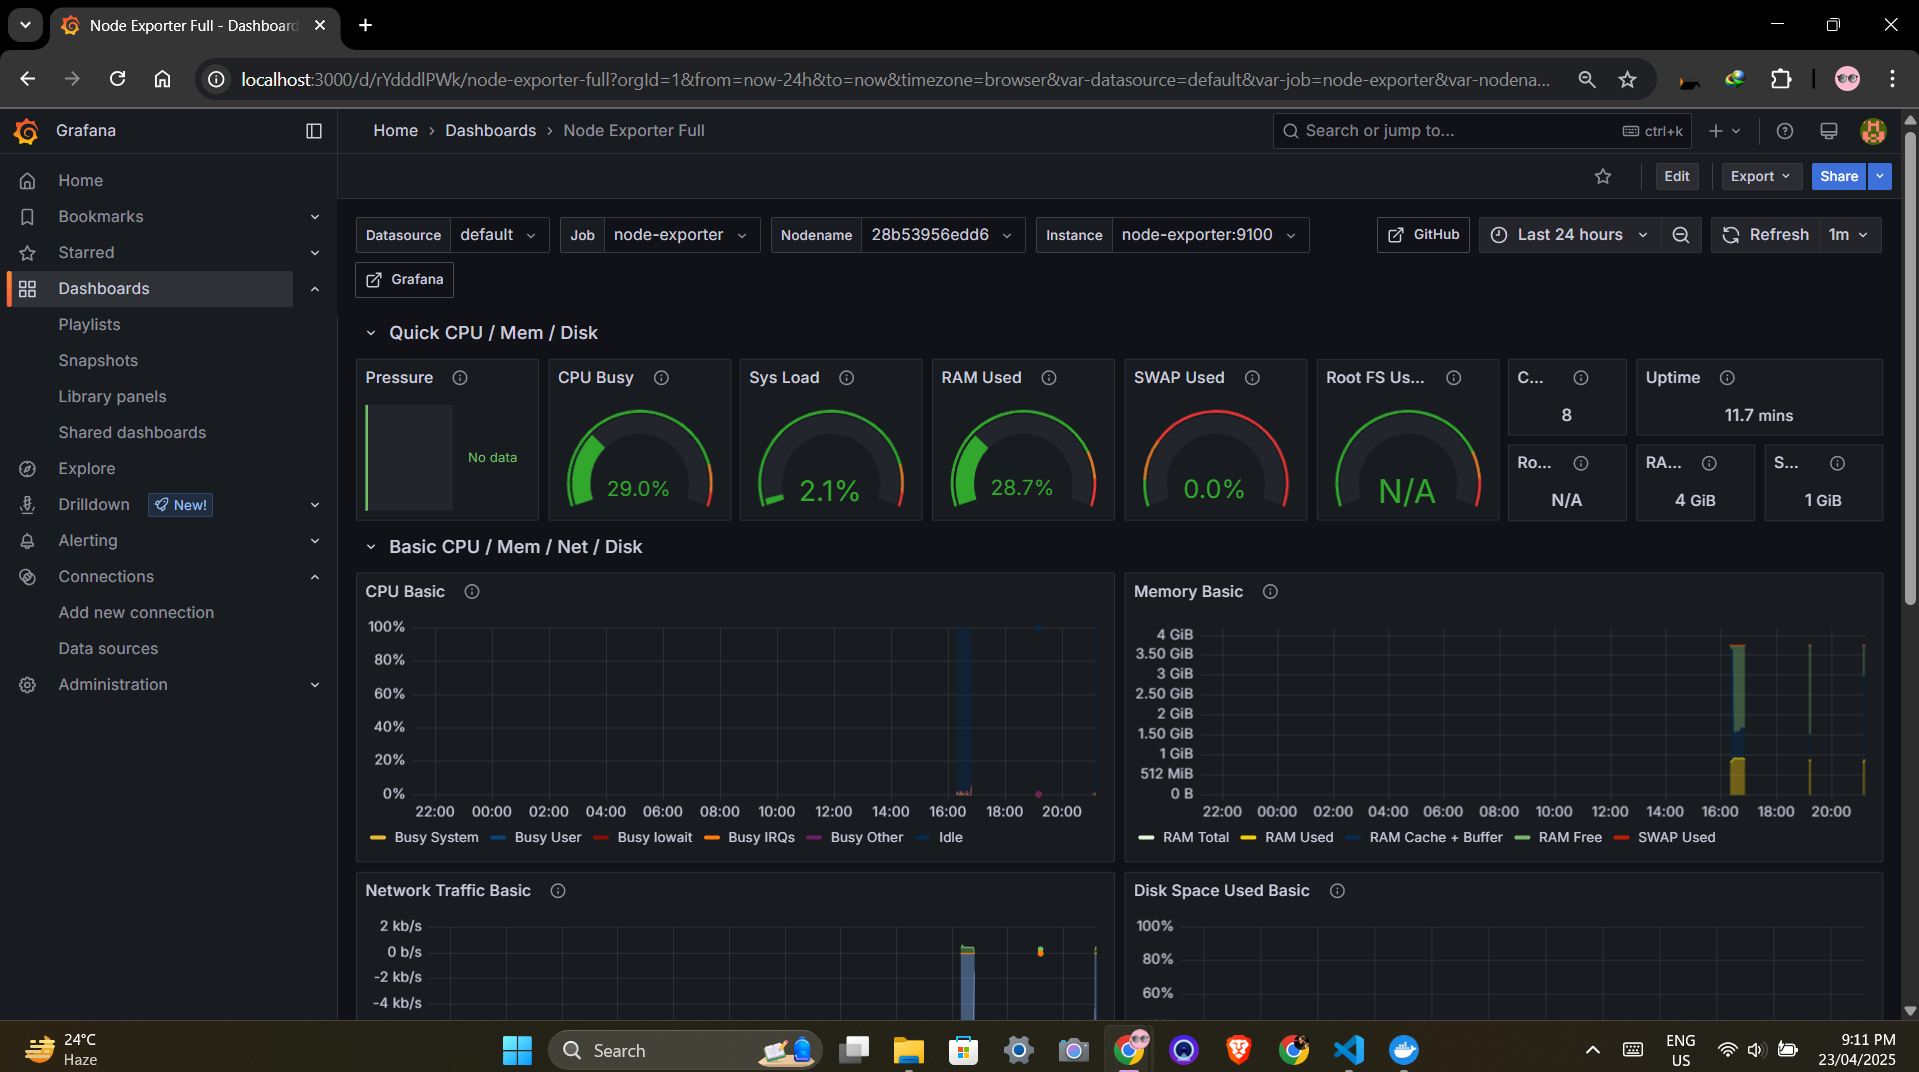 Node Exporter Full - Dashboard
localhost:3000/d/rYdddlPWk/node-exporter-full?orgId=1&from=now-24h&to=now&timezone=browser&var-datasource=default&var-job=node-exporter&var-nodena...
Grafana
Home › Dashboards › Node Exporter Full
Search or jump to...
ctrl+k
Edit
Export
Share
Home
Bookmarks
Starred
Dashboards
Playlists
Snapshots
Library panels
Shared dashboards
Explore
Drilldown New!
Alerting
Connections
Add new connection
Data sources
Administration
Datasource default
Job node-exporter
Nodename 28b53956edd6
Instance node-exporter:9100
GitHub
Last 24 hours
Refresh 1m
Grafana
Quick CPU / Mem / Disk
Pressure
No data
CPU Busy
29.0%
Sys Load
2.1%
RAM Used
28.7%
SWAP Used
0.0%
Root FS Us...
N/A
C...
8
Uptime
11.7 mins
Ro...
N/A
RA...
4 GiB
S...
1 GiB
Basic CPU / Mem / Net / Disk
CPU Basic
100%
80%
60%
40%
20%
0%
22:00 00:00 02:00 04:00 06:00 08:00 10:00 12:00 14:00 16:00 18:00 20:00
Busy System Busy User Busy Iowait Busy IRQs Busy Other Idle
Memory Basic
4 GiB
3.50 GiB
3 GiB
2.50 GiB
2 GiB
1.50 GiB
1 GiB
512 MiB
0 B
22:00 00:00 02:00 04:00 06:00 08:00 10:00 12:00 14:00 16:00 18:00 20:00
RAM Total RAM Used RAM Cache + Buffer RAM Free SWAP Used
Network Traffic Basic
2 kb/s
0 b/s
-2 kb/s
-4 kb/s
Disk Space Used Basic
100%
80%
60%
24°C
Haze
Search
ENG
US
9:11 PM
23/04/2025